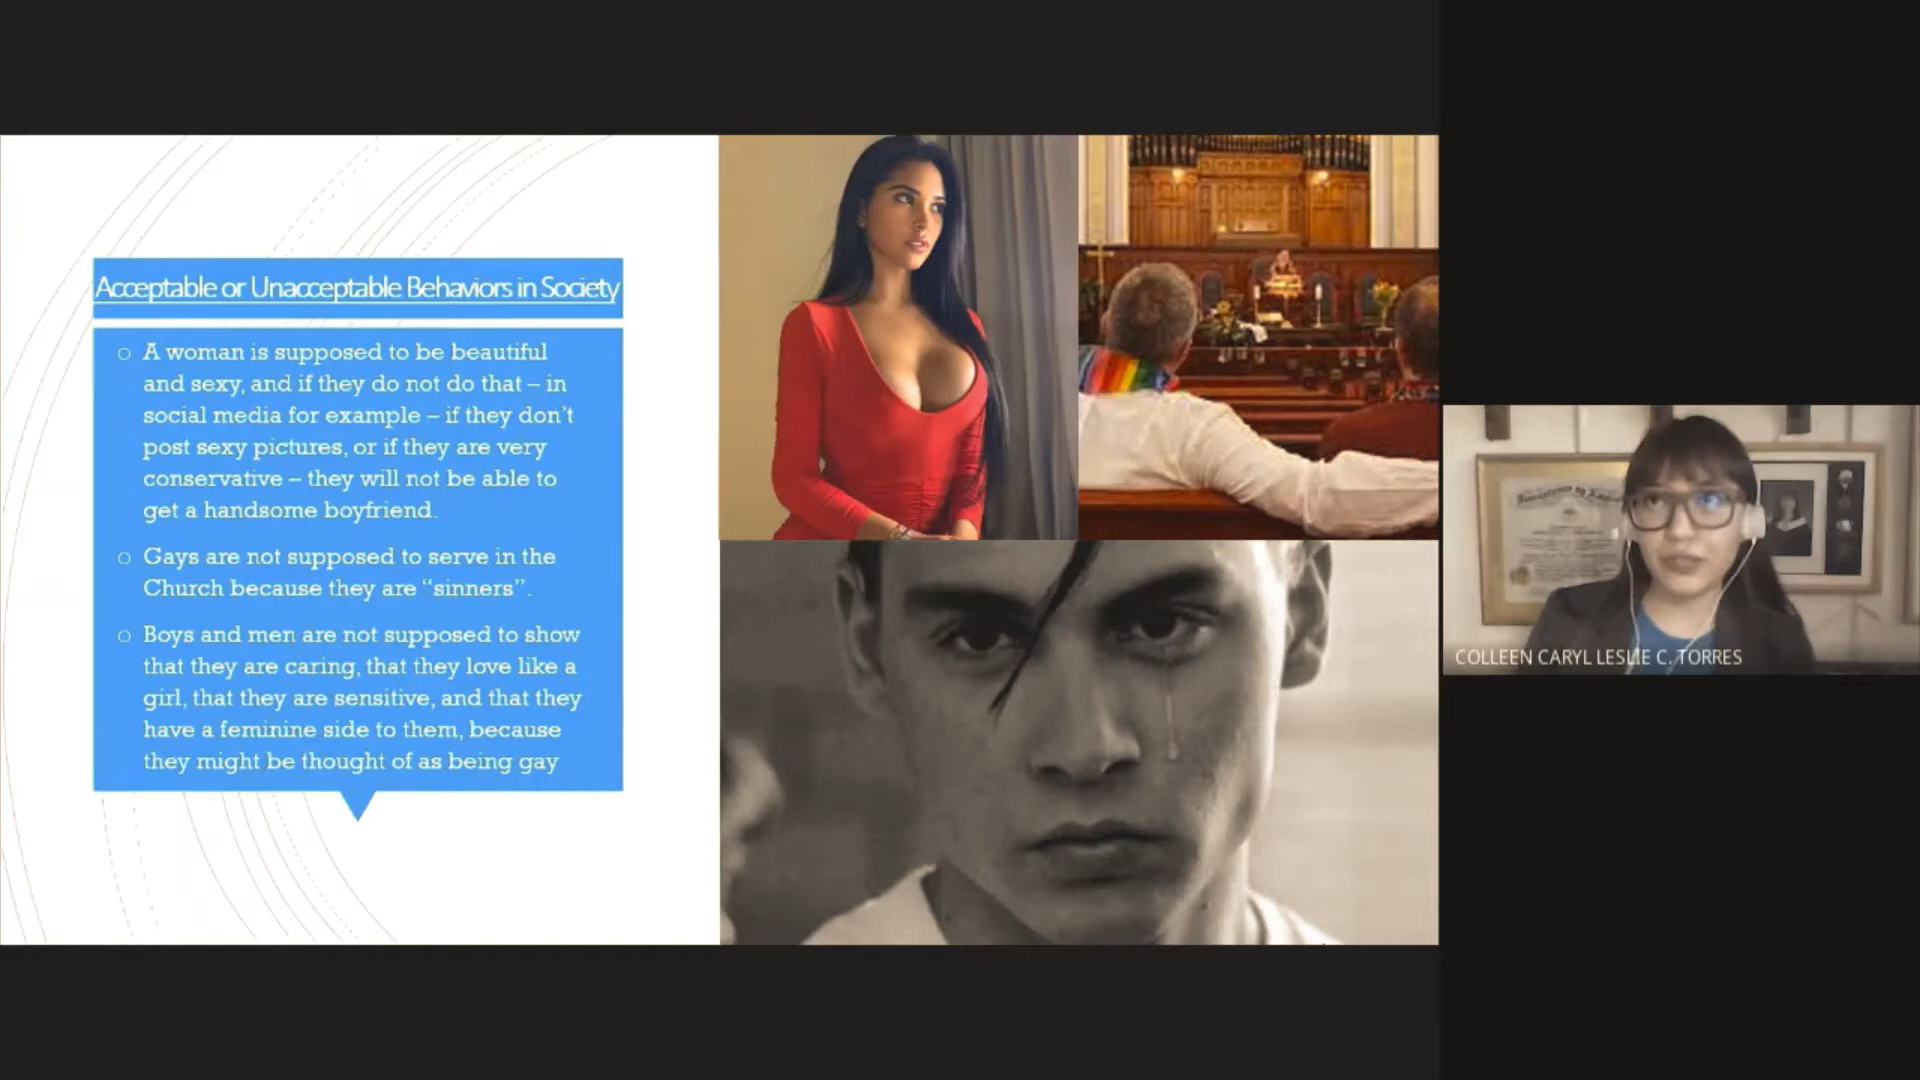 Acceptable or Unacceptable Behaviors in Society
○ A woman is supposed to be beautiful
and sexy, and if they do not do that – in
social media for example – if they don't
post sexy pictures, or if they are very
conservative – they will not be able to
get a handsome boyfriend.
○ Gays are not supposed to serve in the
Church because they are “sinners”.
○ Boys and men are not supposed to show
that they are caring, that they love like a
girl, that they are sensitive, and that they
have a feminine side to them, because
they might be thought of as being gay
COLLEEN CARYL LESLIE C. TORRES